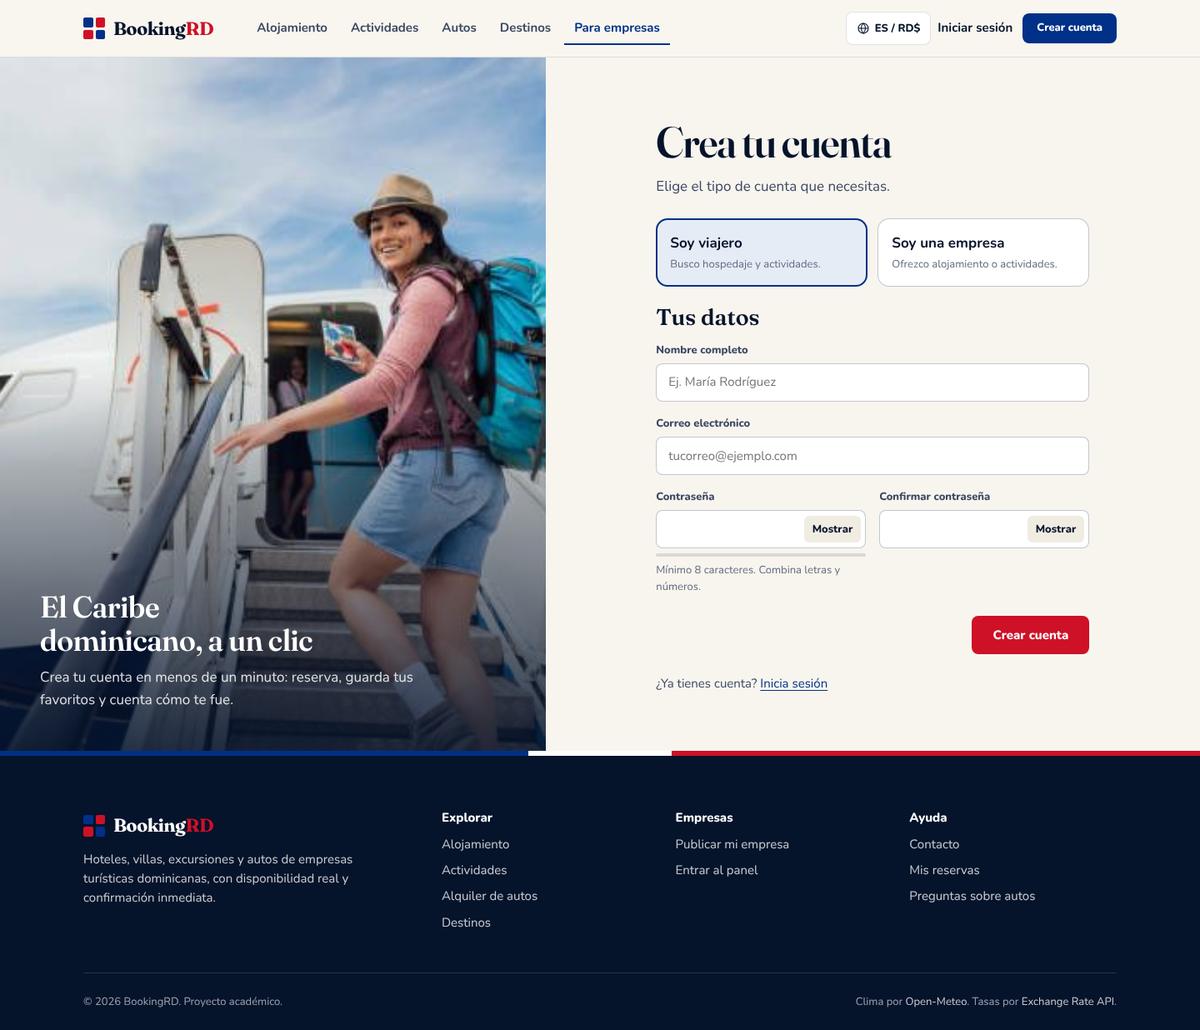 BookingRD
Alojamiento
Actividades
Autos
Destinos
Para empresas
ES / RD$
Iniciar sesión
Crear cuenta
El Caribe
dominicano, a un clic
Crea tu cuenta en menos de un minuto: reserva, guarda tus
favoritos y cuenta cómo te fue.
Crea tu cuenta
Elige el tipo de cuenta que necesitas.
Soy viajero
Busco hospedaje y actividades.
Soy una empresa
Ofrezco alojamiento o actividades.
Tus datos
Nombre completo
Ej. María Rodríguez
Correo electrónico
tucorreo@ejemplo.com
Contraseña
Mostrar
Mínimo 8 caracteres. Combina letras y
números.
Confirmar contraseña
Mostrar
Crear cuenta
¿Ya tienes cuenta? Inicia sesión
BookingRD
Hoteles, villas, excursiones y autos de empresas
turísticas dominicanas, con disponibilidad real y
confirmación inmediata.
Explorar
Alojamiento
Actividades
Alquiler de autos
Destinos
Empresas
Publicar mi empresa
Entrar al panel
Ayuda
Contacto
Mis reservas
Preguntas sobre autos
© 2026 BookingRD. Proyecto académico.
Clima por Open-Meteo. Tasas por Exchange Rate API.